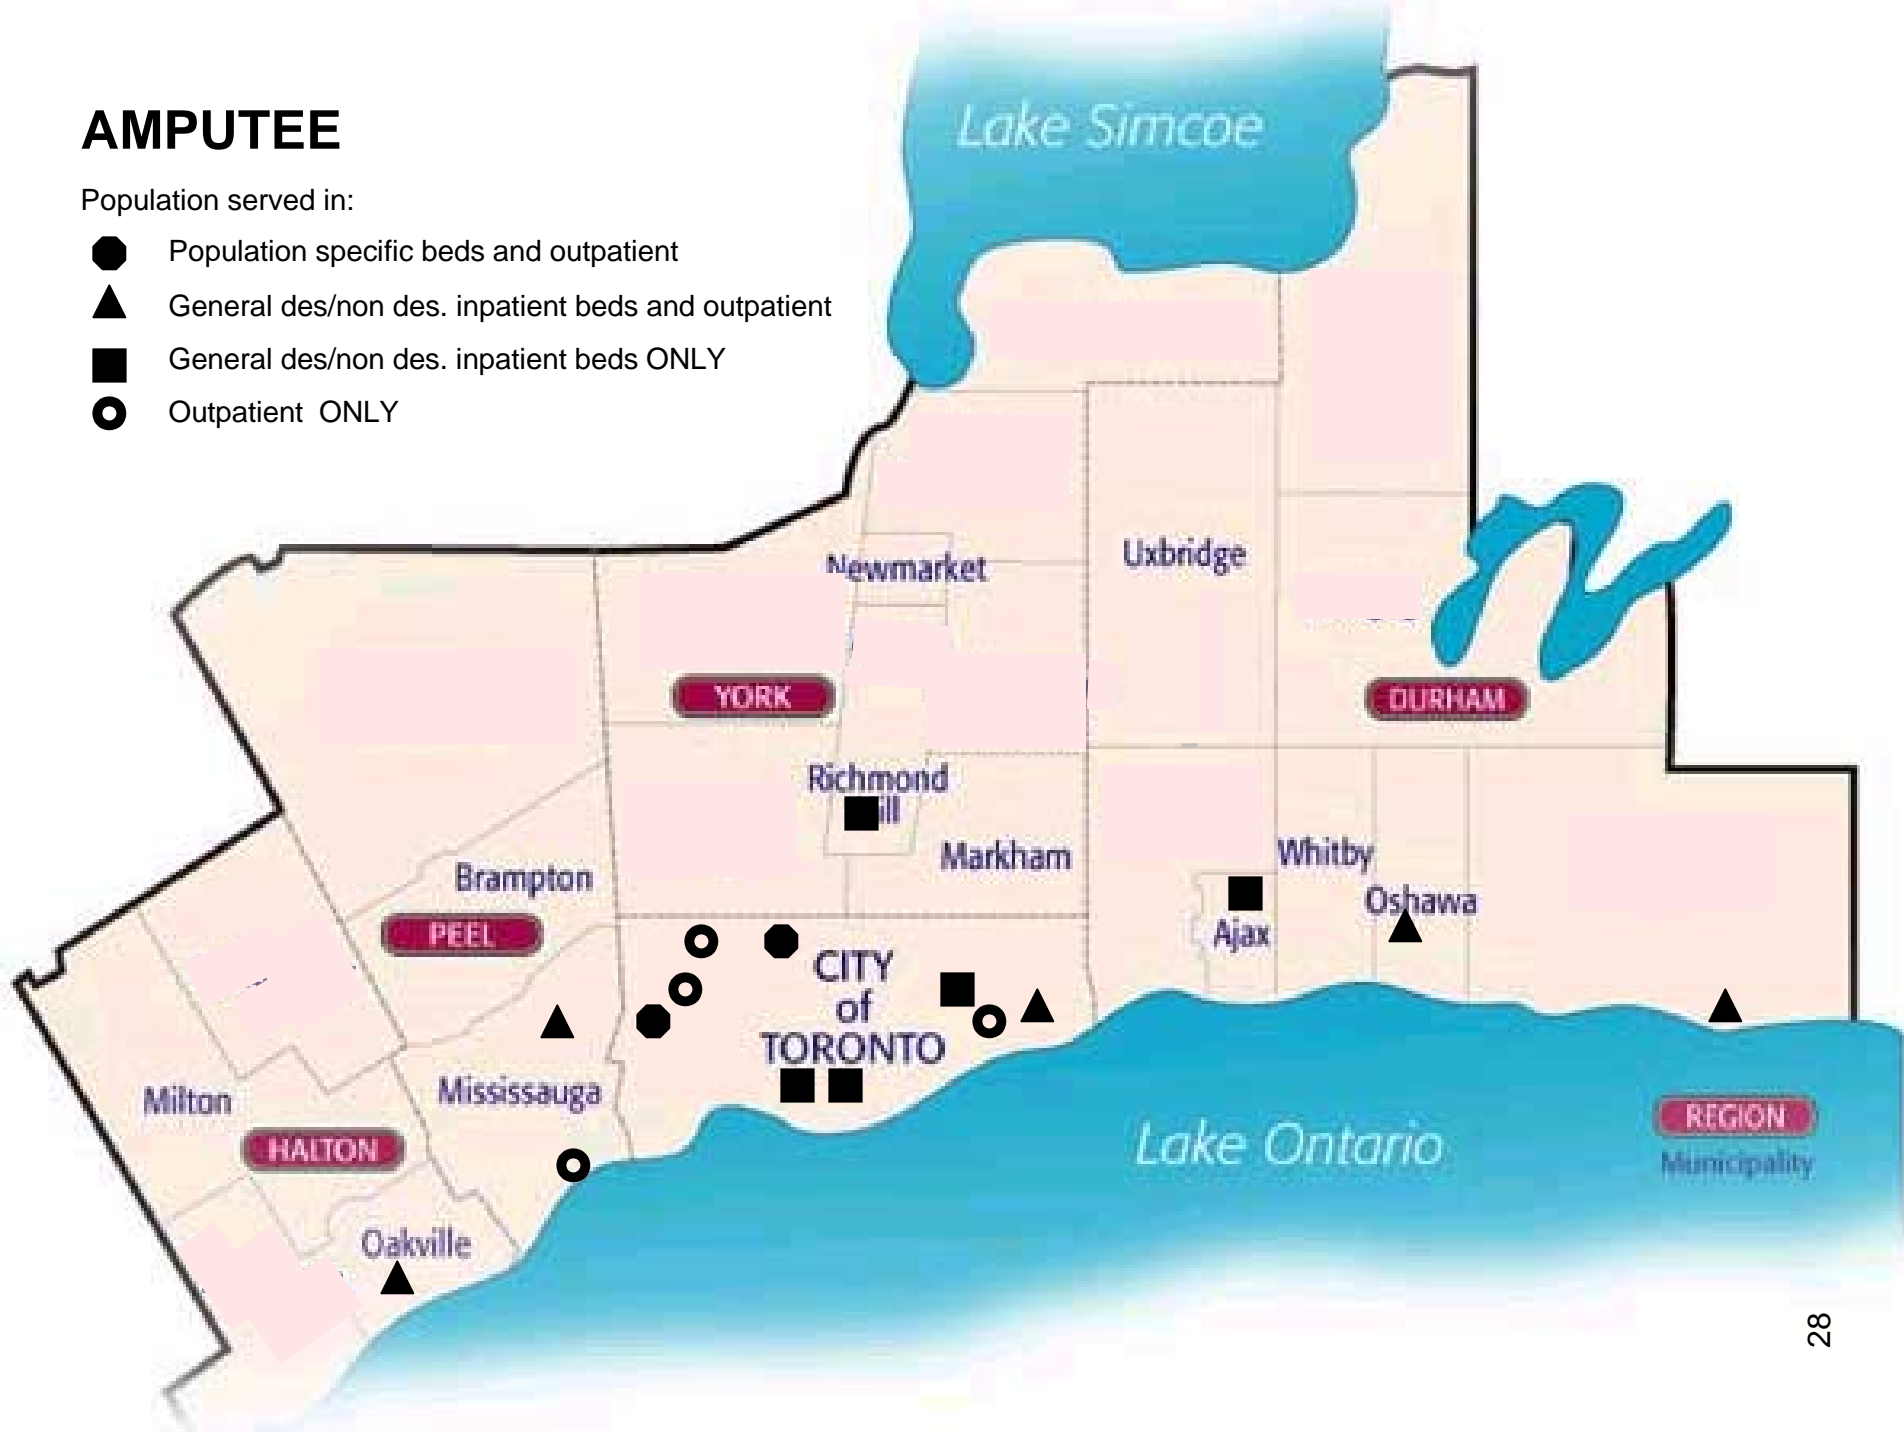 AMPUTEE
Population served in:
Population specific beds and outpatient
General des/non des. inpatient beds and outpatient
General des/non des. inpatient beds ONLY
Outpatient ONLY
Lake Simcoe
Newmarket
Uxbridge
YORK
DURHAM
Richmond
ill
Markham
Whitby
Brampton
Oshawa
PEEL
Ajax
CITY
of
TORONTO
Mississauga
Milton
HALTON
Lake Ontario
REGION
Municipality
Oakville
28